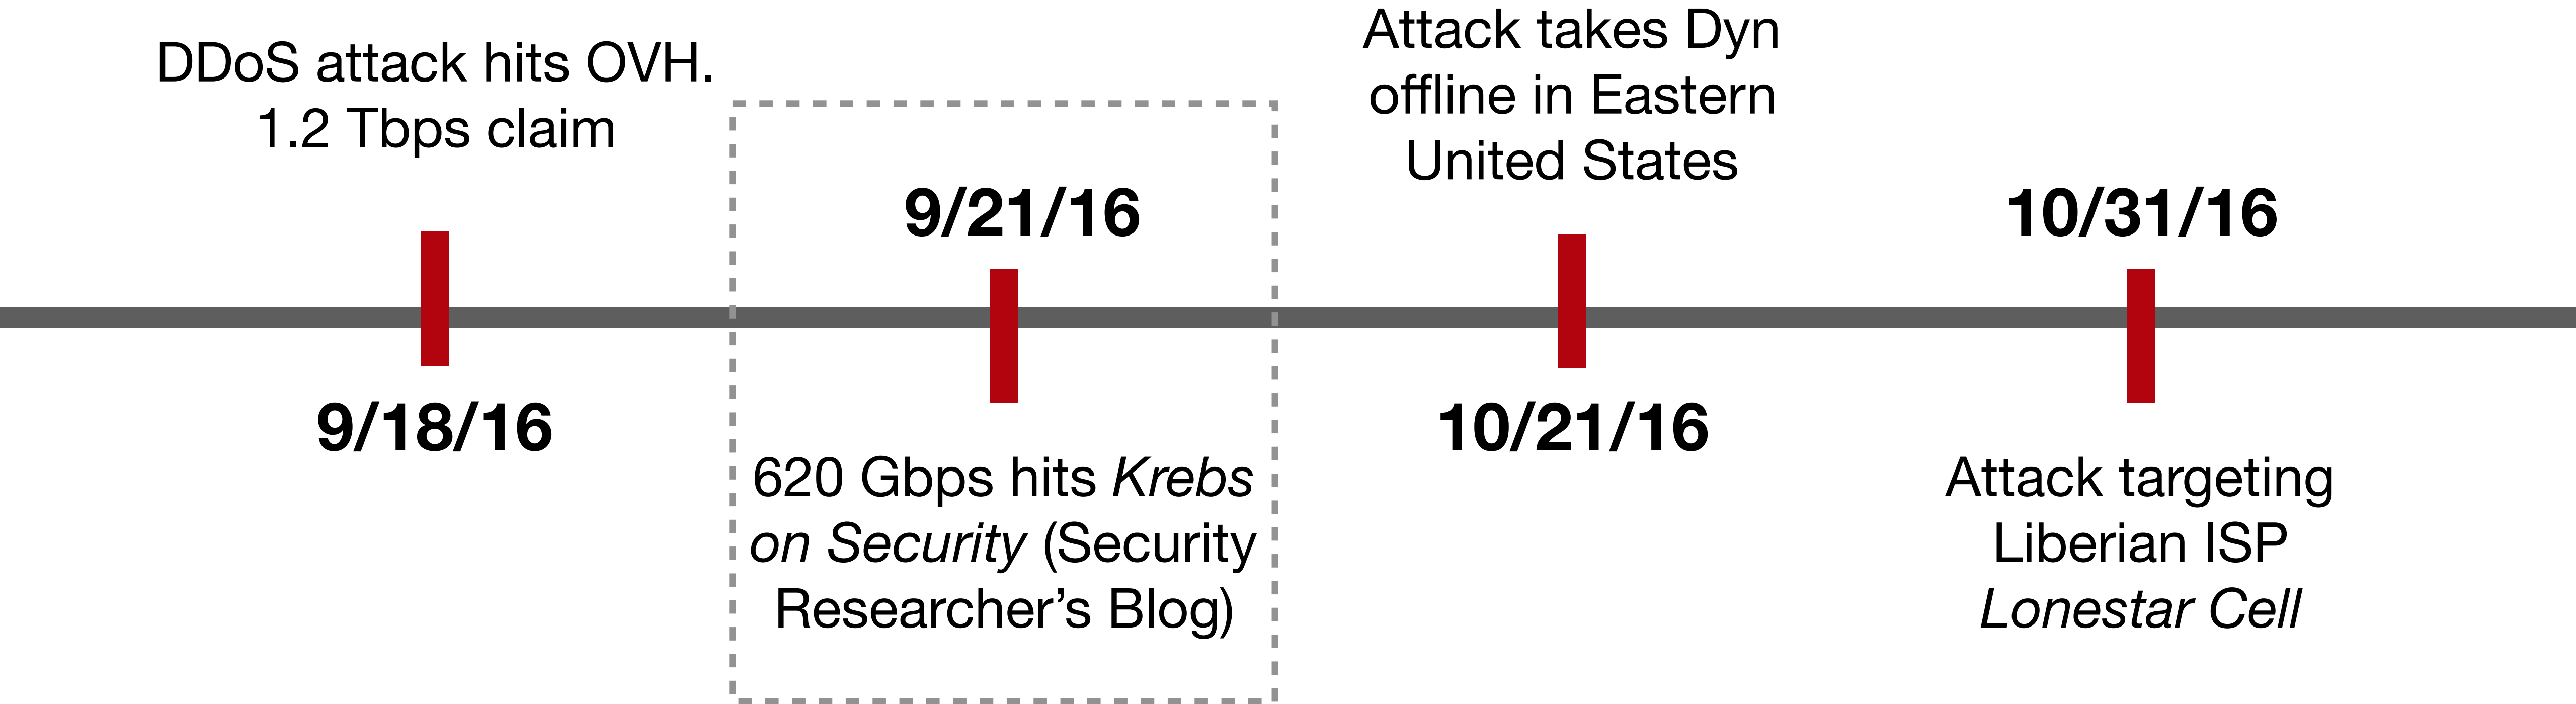 DDoS attack hits OVH.
1.2 Tbps claim
9/18/16
9/21/16
620 Gbps hits Krebs
on Security (Security
Researcher’s Blog)
Attack takes Dyn
offline in Eastern
United States
10/21/16
10/31/16
Attack targeting
Liberian ISP
Lonestar Cell